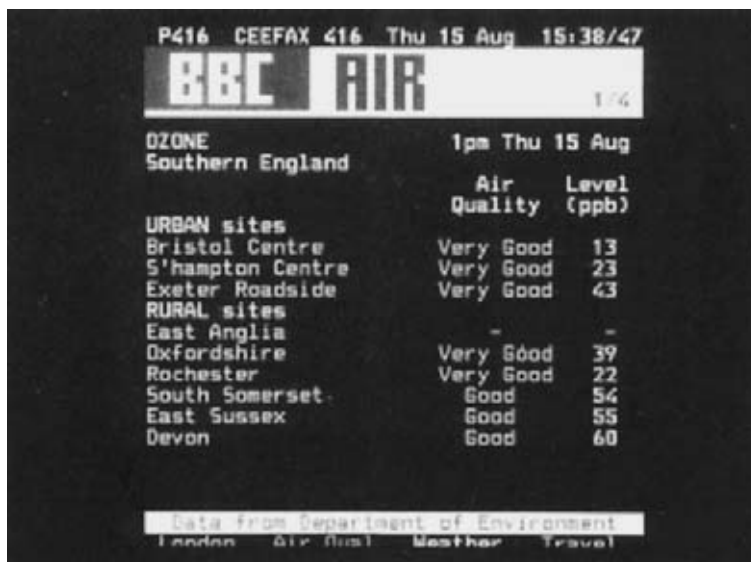 P416 CEEFAX 416 Thu 15 Aug 15:38/47
BBC AIR
1/4
OZONE 1pm Thu 15 Aug
Southern England
Air Level
Quality (ppb)
URBAN sites
Bristol Centre Very Good 13
S'hampton Centre Very Good 23
Exeter Roadside Very Good 43
RURAL sites
East Anglia - -
Oxfordshire Very Good 39
Rochester Very Good 22
South Somerset Good 54
East Sussex Good 55
Devon Good 60
Data from Department of Environment
London Air Qual Weather Travel